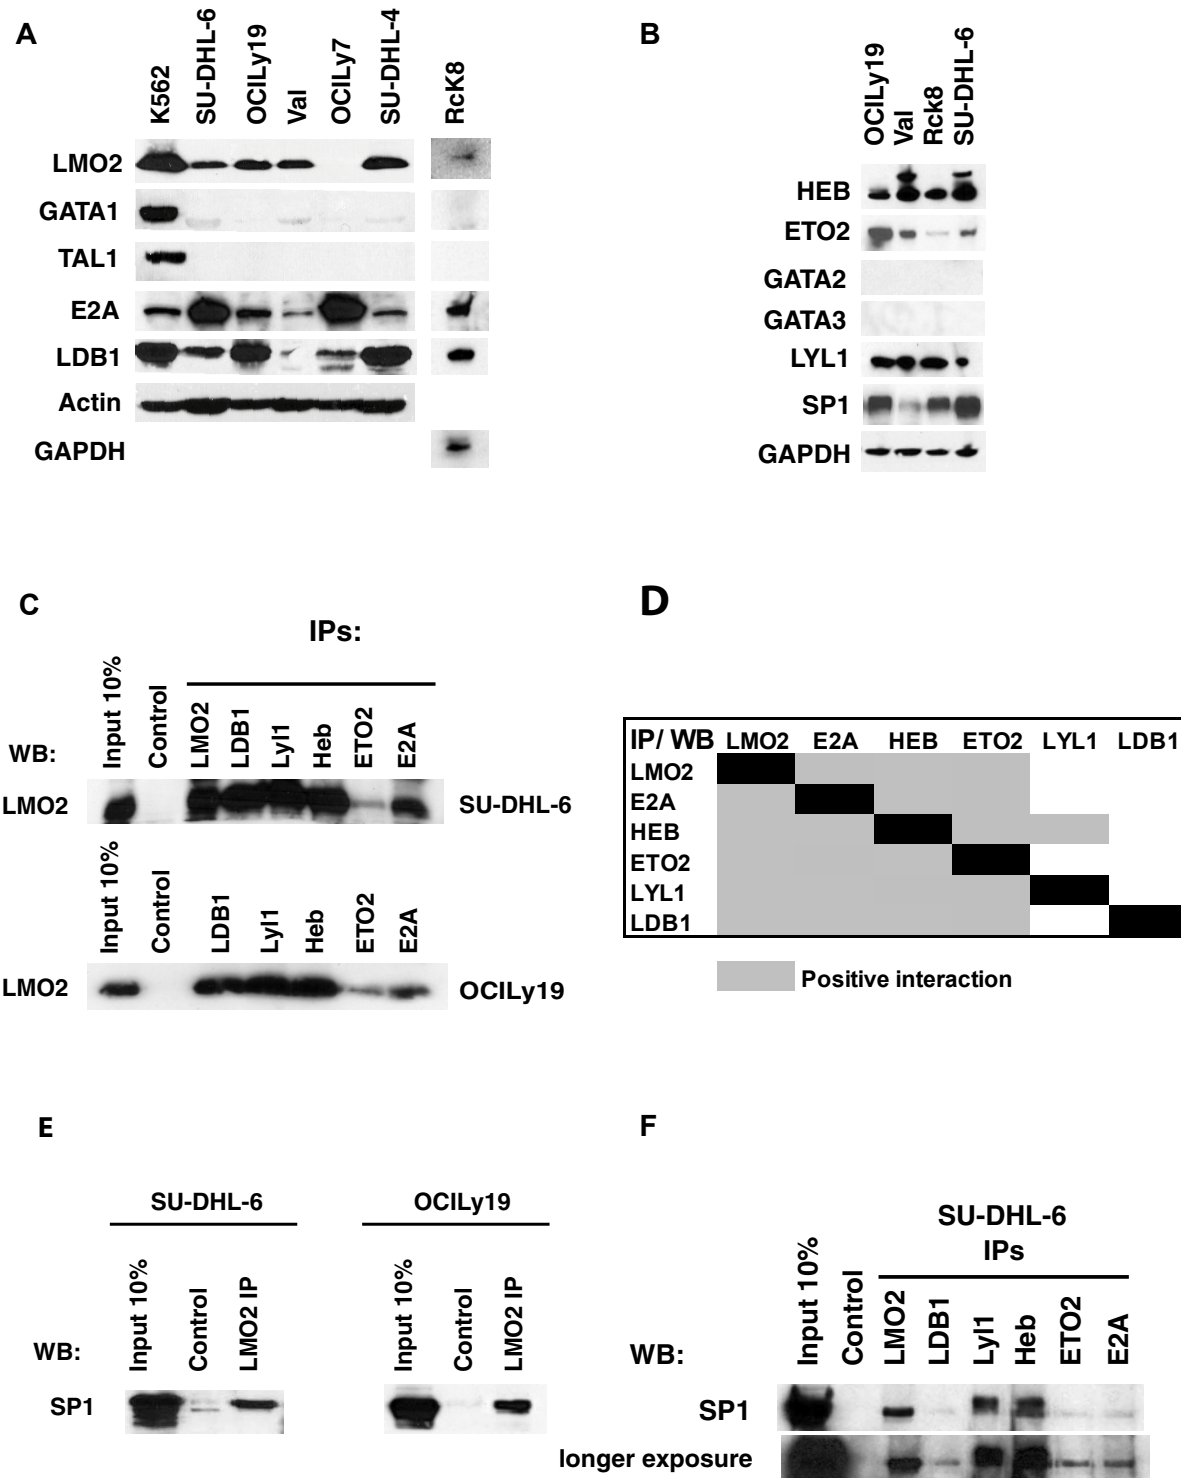 A
K562
SU-DHL-6
OCILy19
Val
OCILy7
SU-DHL-4
RcK8
LMO2
GATA1
TAL1
E2A
LDB1
Actin
GAPDH
B
OCILy19
Val
Rck8
SU-DHL-6
HEB
ETO2
GATA2
GATA3
LYL1
SP1
GAPDH
C
IPs:
WB:
Input 10%
Control
LMO2
LDB1
Lyl1
Heb
ETO2
E2A
LMO2
SU-DHL-6
Input 10%
Control
LDB1
Lyl1
Heb
ETO2
E2A
LMO2
OCILy19
D
IP/ WB LMO2 E2A HEB ETO2 LYL1 LDB1
LMO2
E2A
HEB
ETO2
LYL1
LDB1
Positive interaction
E
SU-DHL-6
OCILy19
WB:
Input 10%
Control
LMO2 IP
Input 10%
Control
LMO2 IP
SP1
F
SU-DHL-6
IPs
WB:
Input 10%
Control
LMO2
LDB1
Lyl1
Heb
ETO2
E2A
SP1
longer exposure